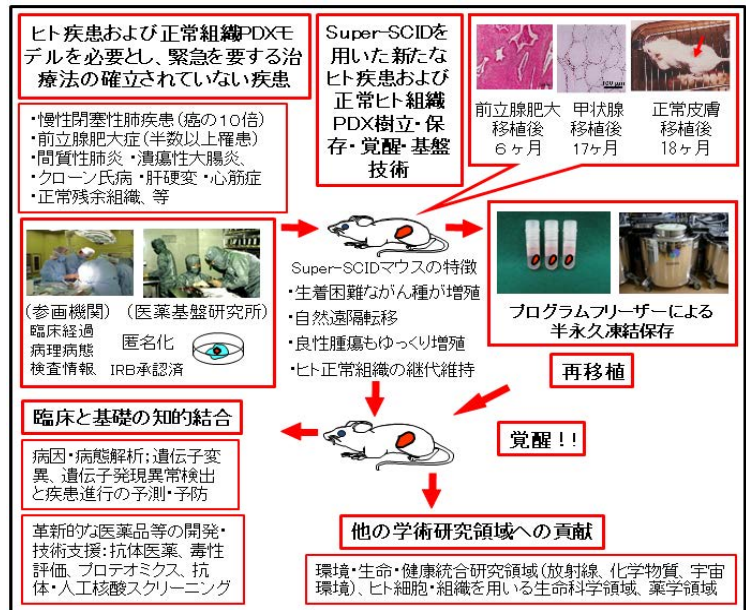 ヒト疾患および正常組織PDXモ
デルを必要とし、緊急を要する治
療法の確立されていない疾患
・慢性閉塞性肺疾患(癌の10倍)
・前立腺肥大症(半数以上罹患)
・間質性肺炎・潰瘍性大腸炎、
・クローン氏病・肝硬変・心筋症
・正常残余組織、等
Super-SCIDを
用いた新たな
ヒト疾患および
正常ヒト組織
PDX樹立・保
存・覚醒・基盤
技術
100 µm
前立腺肥大
移植後
6ヶ月
甲状腺
移植後
17ヶ月
正常皮膚
移植後
18ヶ月
(参画機関)
(医薬基盤研究所)
臨床経過
病理病態
検査情報、
匿名化
IRB承認済
Super-SCIDマウスの特徴
・生着困難ながん種が増殖
・自然遠隔転移
・良性腫瘍もゆっくり増殖
・ヒト正常組織の継代維持
プログラムフリーザーによる
半永久凍結保存
再移植
覚醒!!
臨床と基礎の知的結合
病因・病態解析;遺伝子変
異、遺伝子発現異常検出
と疾患進行の予測・予防
革新的な医薬品等の開発・
技術支援:抗体医薬、毒性
評価、プロテオミクス、抗
体・人工核酸スクリーニング
他の学術研究領域への貢献
環境・生命・健康統合研究領域(放射線、化学物質、宇宙
環境)、ヒト細胞・組織を用いる生命科学領域、薬学領域